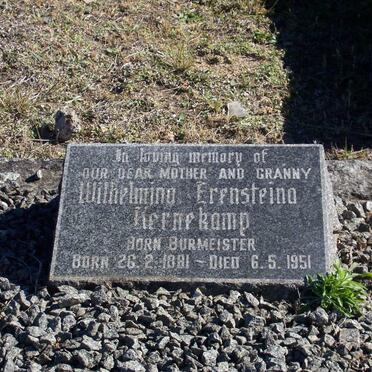 In loving memory of
OUR DEAR MOTHER AND GRANNY
Wilhelmina Erensteina
Kernekamp
BORN BURMEISTER
BORN 26.2.1881 ~ DIED 6.5.1951